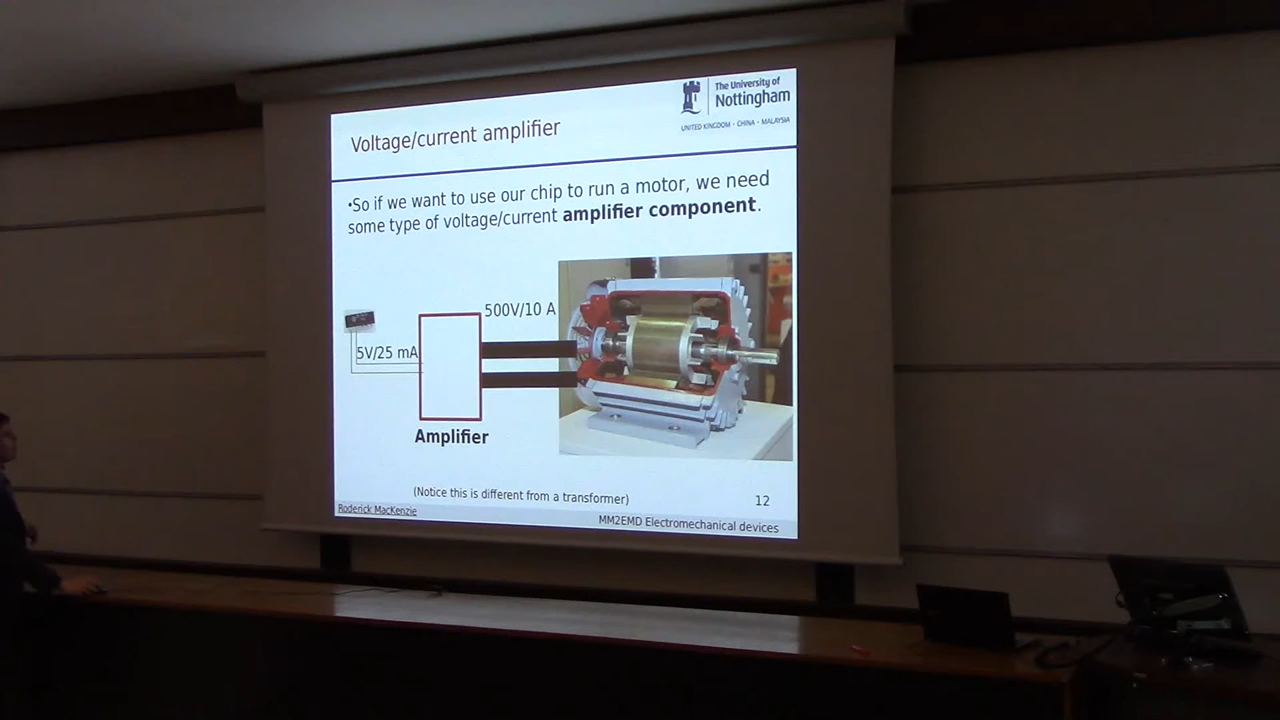 The University of
Nottingham
UNITED KINGDOM · CHINA · MALAYSIA
Voltage/current amplifier
•So if we want to use our chip to run a motor, we need
some type of voltage/current amplifier component.
500V/10 A
5V/25 mA
Amplifier
(Notice this is different from a transformer)
12
Roderick MacKenzie
MM2EMD Electromechanical devices